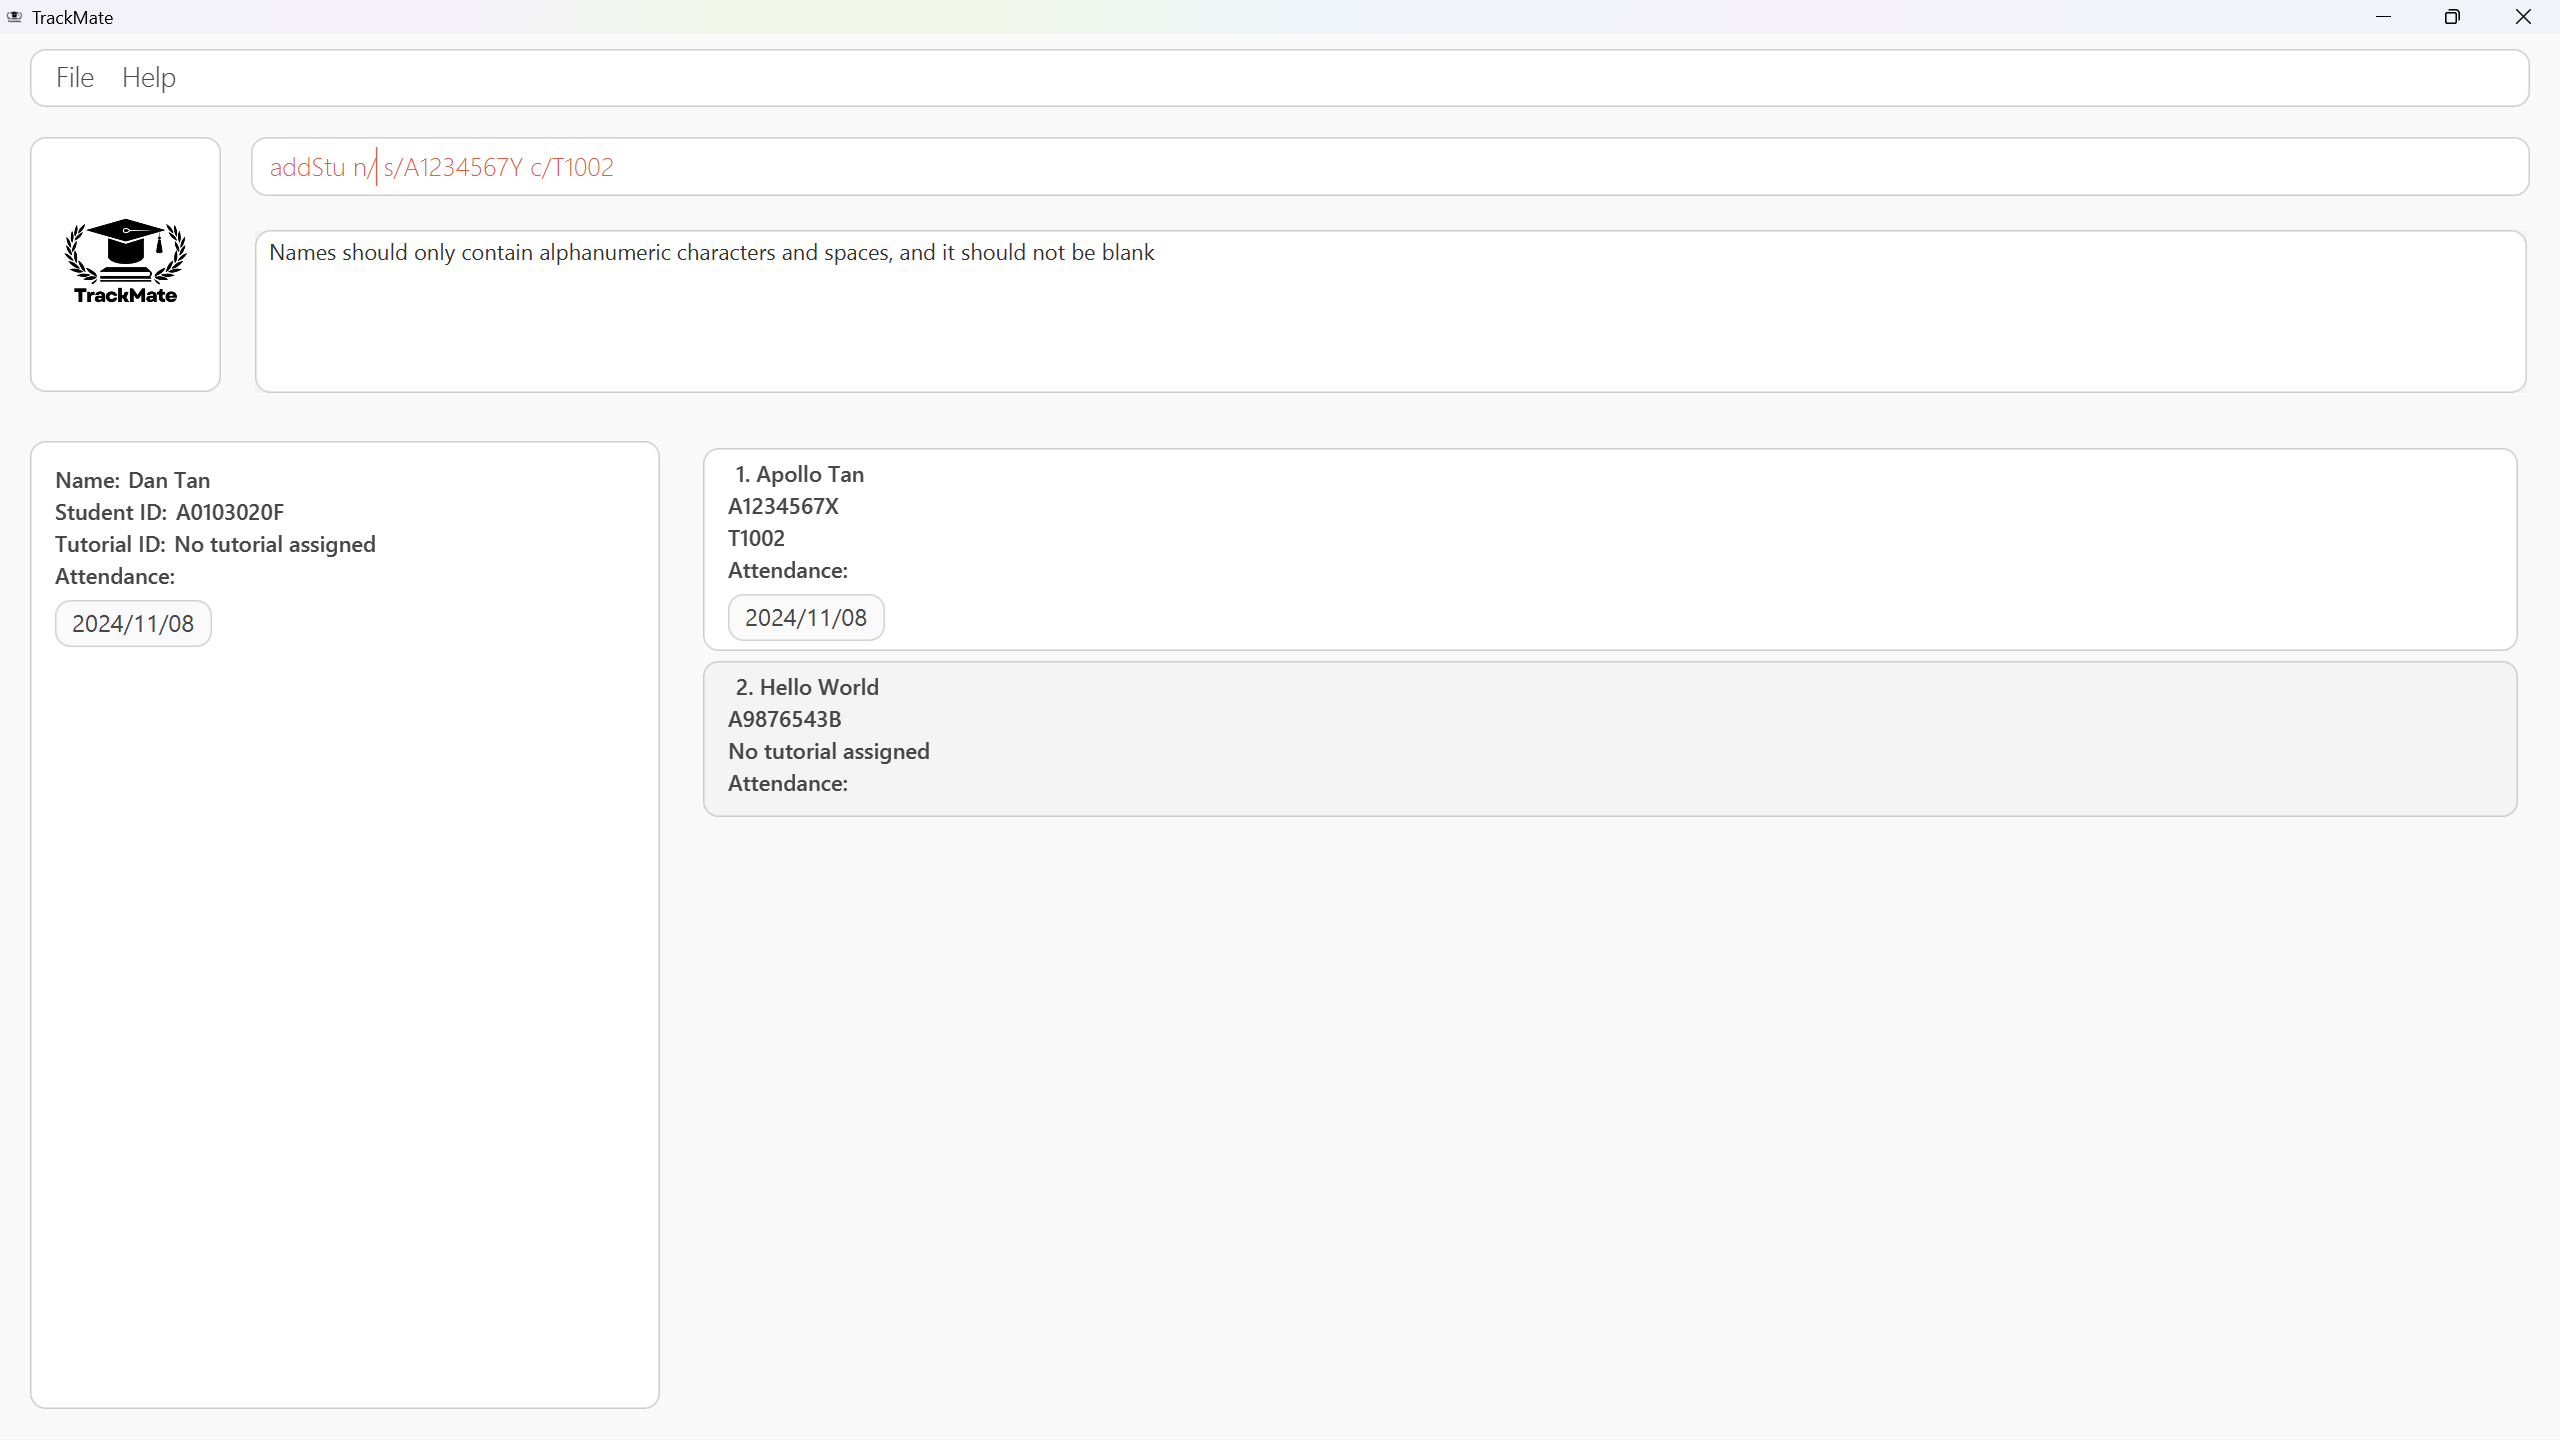 TrackMate
File Help
addStu n/ s/A1234567Y c/T1002
TrackMate
Names should only contain alphanumeric characters and spaces, and it should not be blank
Name: Dan Tan
Student ID: A0103020F
Tutorial ID: No tutorial assigned
Attendance:
2024/11/08
1. Apollo Tan
A1234567X
T1002
Attendance:
2024/11/08
2. Hello World
A9876543B
No tutorial assigned
Attendance: